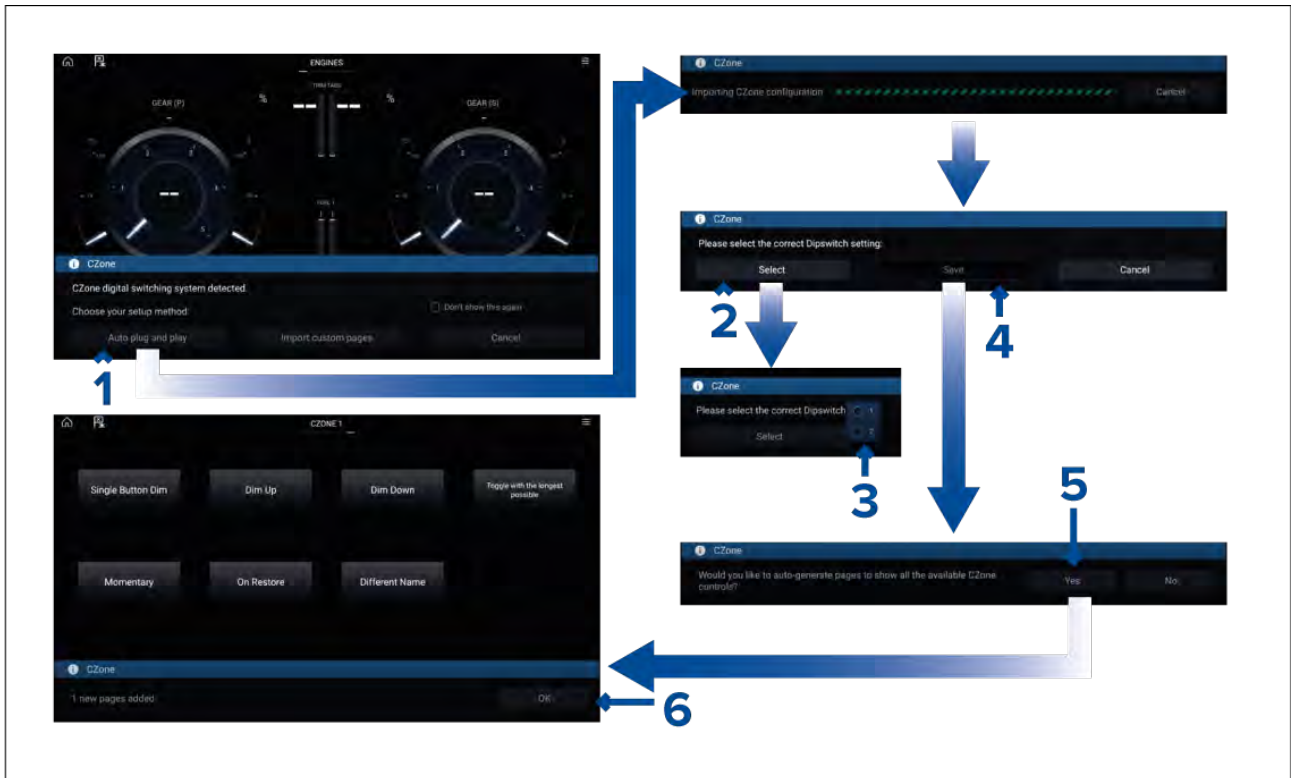 ENGINES
TRIM TABS
GEAR (P)
%
-- --
%
GEAR (S)
--
--
CZone
CZone digital switching system detected.
Choose your setup method:
Don't show this again
Auto plug and play
Import custom pages
Cancel
1
CZone
Importing CZone configuration
Cancel
CZone
Please select the correct Dipswitch setting:
Select
Save
Cancel
2
4
CZone
Please select the correct Dipswitch
1
2
Select
3
5
CZone
Would you like to auto-generate pages to show all the available CZone
controls?
Yes
No
CZONE 1
Single Button Dim
Dim Up
Dim Down
Toggle with the longest
possible
Momentary
On Restore
Different Name
CZone
1 new pages added
OK
6